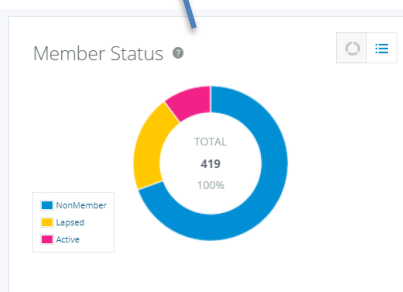 Member Status ?
TOTAL
419
100%
NonMember
Lapsed
Active